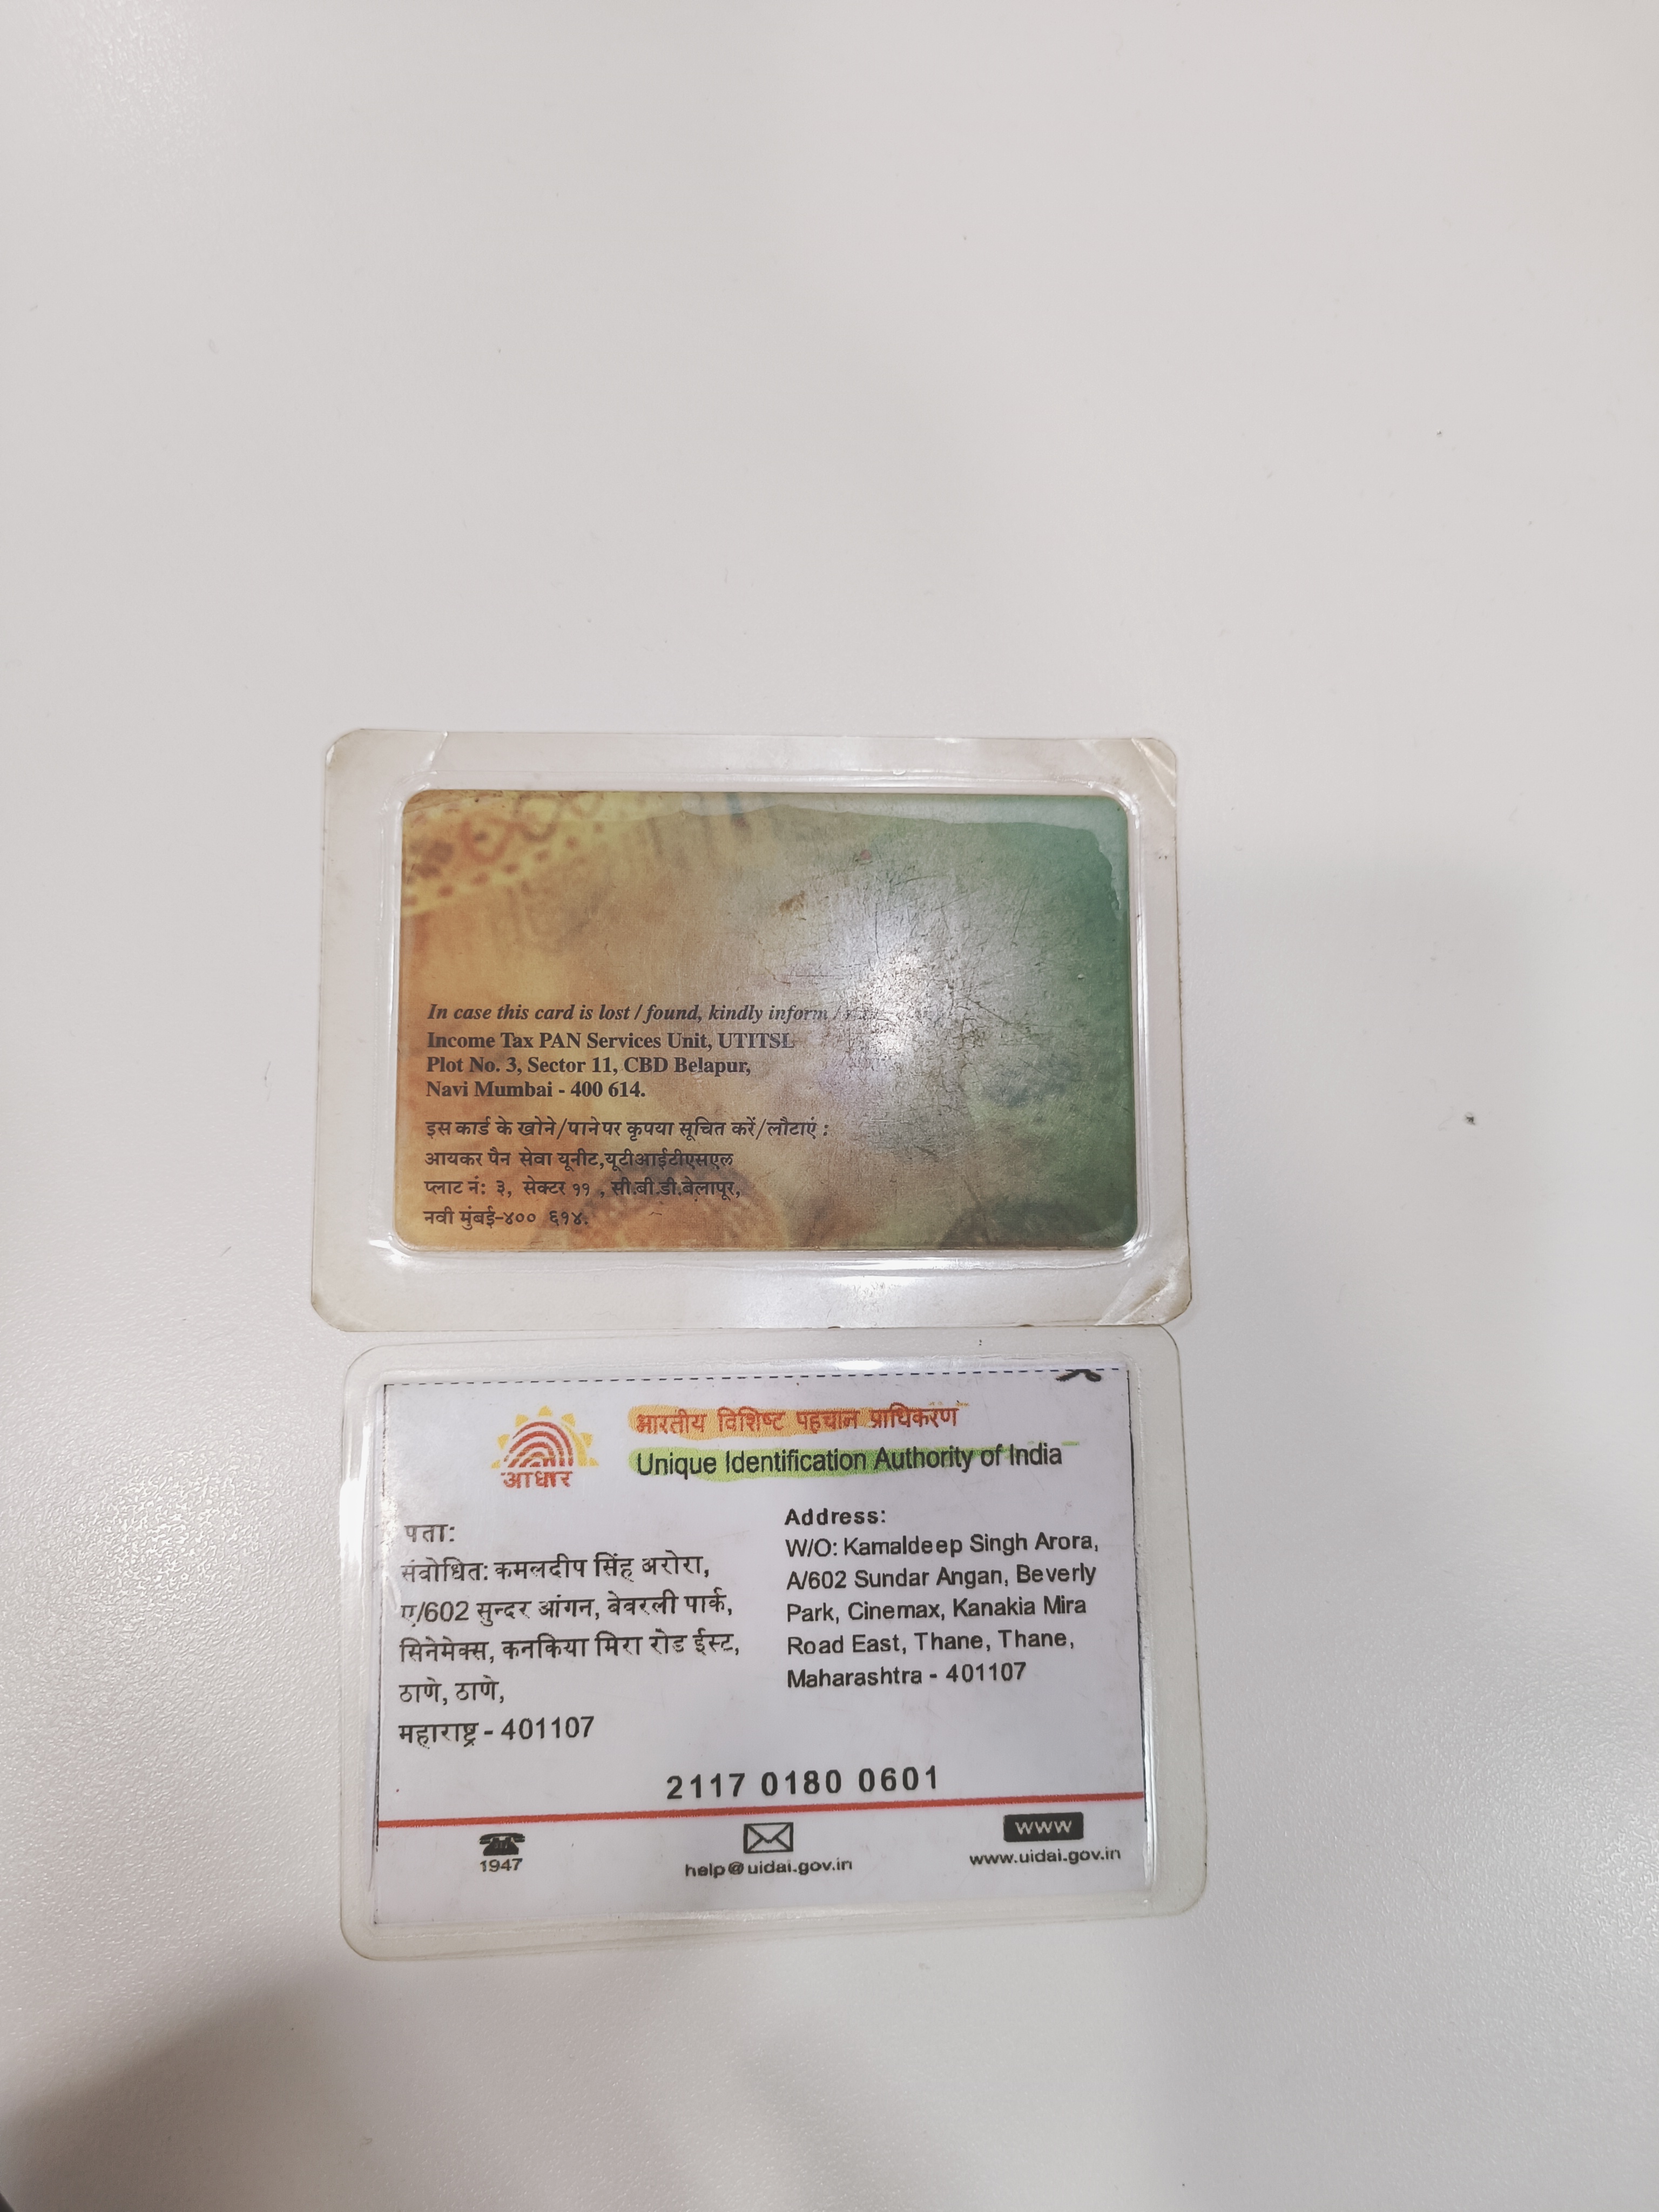 In case this card is lost / found, kindly inform /
Income Tax PAN Services Unit, UTITSL
Plot No. 3, Sector 11, CBD Belapur,
Navi Mumbai - 400 614.
इस कार्ड के खोने/पाने पर कृपया सूचित करें/लौटाएं :
आयकर पैन सेवा यूनीट,यूटीआईटीएसएल
प्लाट नं: ३, सेक्टर ११ , सी.बी.डी.बेलापूर,
नवी मुंबई-४०० ६१४.
आधार
भारतीय विशिष्ट पहचान प्राधिकरण
Unique Identification Authority of India
पता:
संबोधित: कमलदीप सिंह अरोरा,
ए/602 सुन्दर आंगन, बेवरली पार्क,
सिनेमेक्स, कनकिया मिरा रोड ईस्ट,
ठाणे, ठाणे,
महाराष्ट्र - 401107
Address:
W/O: Kamaldeep Singh Arora,
A/602 Sundar Angan, Beverly
Park, Cinemax, Kanakia Mira
Road East, Thane, Thane,
Maharashtra - 401107
2117 0180 0601
1947
help@uidai.gov.in
www
www.uidai.gov.in